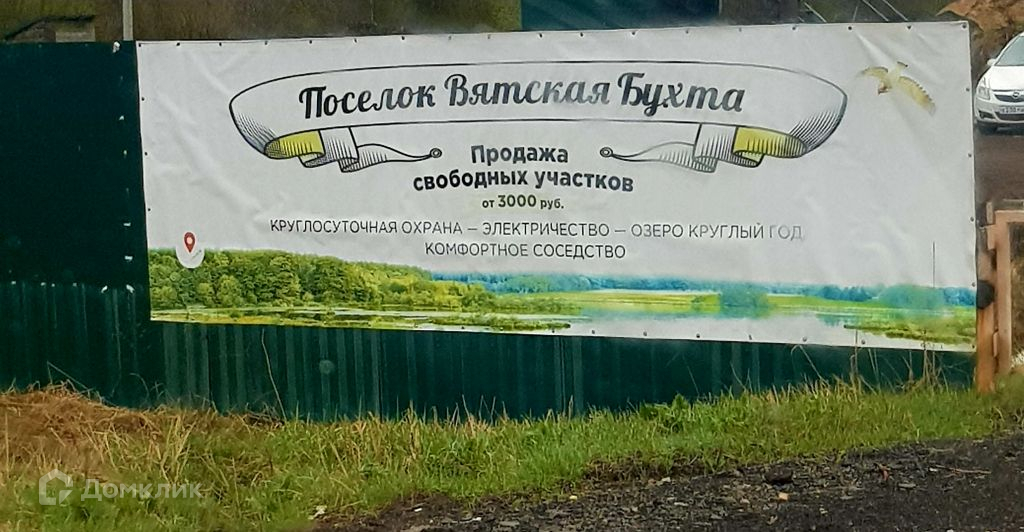 Поселок Вятская Бухта
Продажа
свободных участков
от 3000 руб.
КРУГЛОСУТОЧНАЯ ОХРАНА – ЭЛЕКТРИЧЕСТВО – ОЗЕРО КРУГЛЫЙ ГОД
КОМФОРТНОЕ СОСЕДСТВО
Домклик